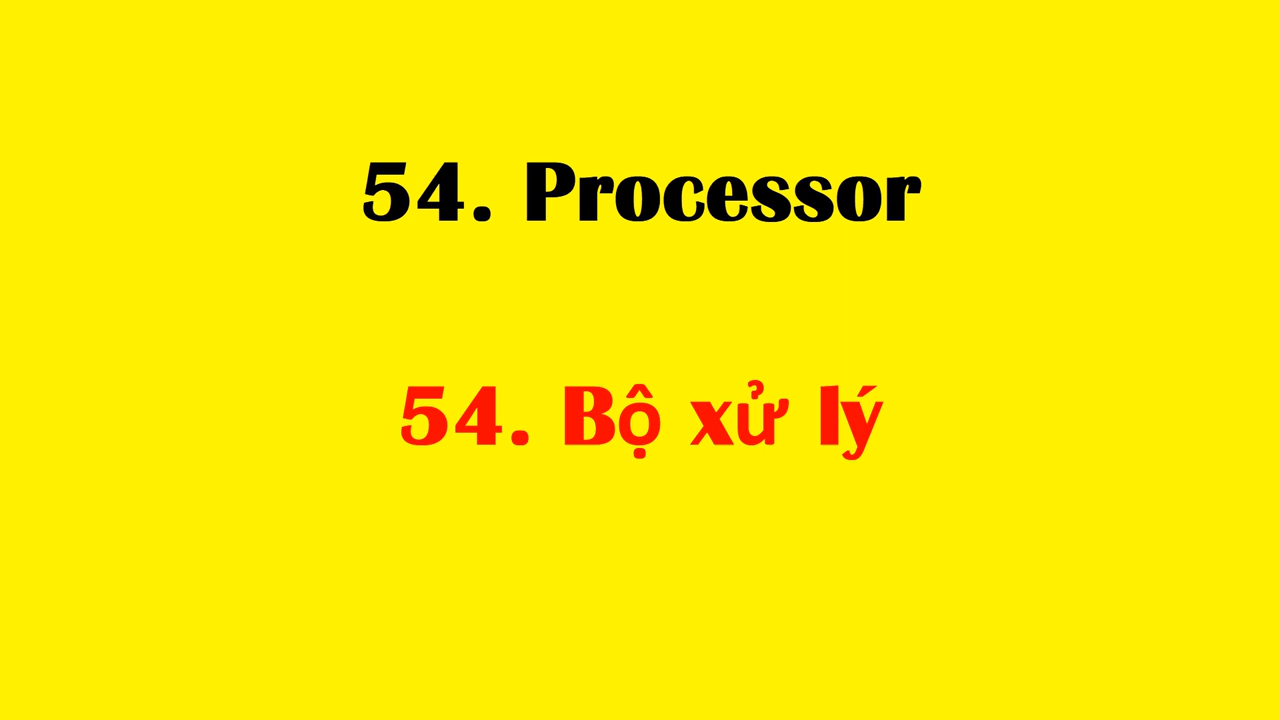 54. Processor
54. Bộ xử lý